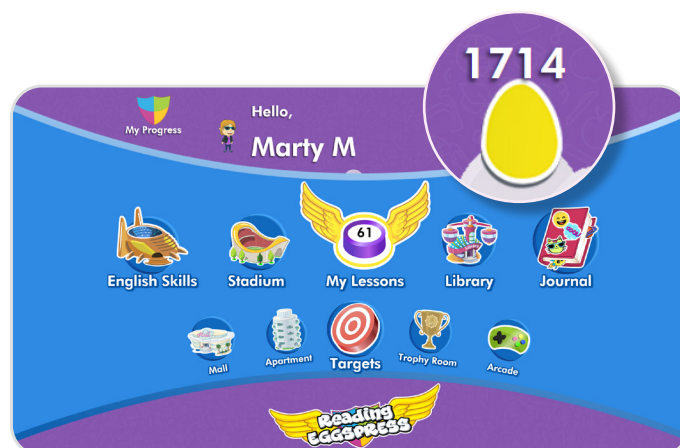 1714
My Progress
Hello,
Marty M
61
English Skills
Stadium
My Lessons
Library
Journal
Mall
Apartment
Targets
Trophy Room
Arcade
Reading
EGGSPRESS